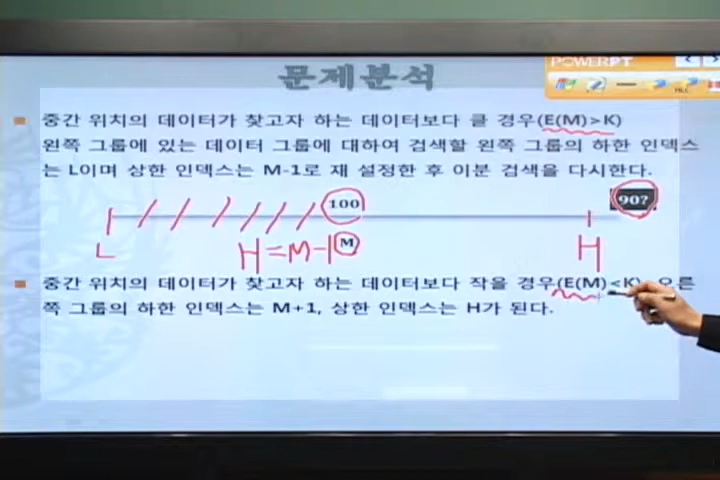 POWERPT
문제분석
중간 위치의 데이터가 찾고자 하는 데이터보다 클 경우(E(M)>K)
왼쪽 그룹에 있는 데이터 그룹에 대하여 검색할 왼쪽 그룹의 하한 인덱스
는 L이며 상한 인덱스는 M-1로 재 설정한 후 이분 검색을 다시한다.
100 90?
L H=M-1 M H
중간 위치의 데이터가 찾고자 하는 데이터보다 작을 경우(E(M)<K) 오른
쪽 그룹의 하한 인덱스는 M+1, 상한 인덱스는 H가 된다.